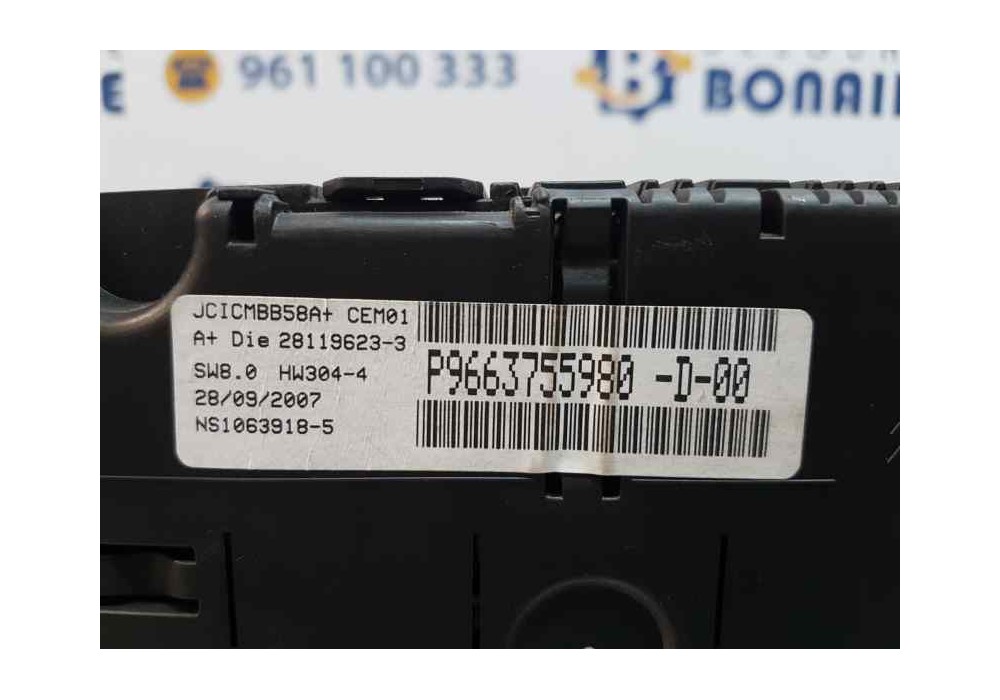 961 100 333
JCICMBB58A+ CEM01
A+ Die 28119623-3
SW8.0 HW304-4
28/09/2007
NS1063918-5
P9663755980 -D-00